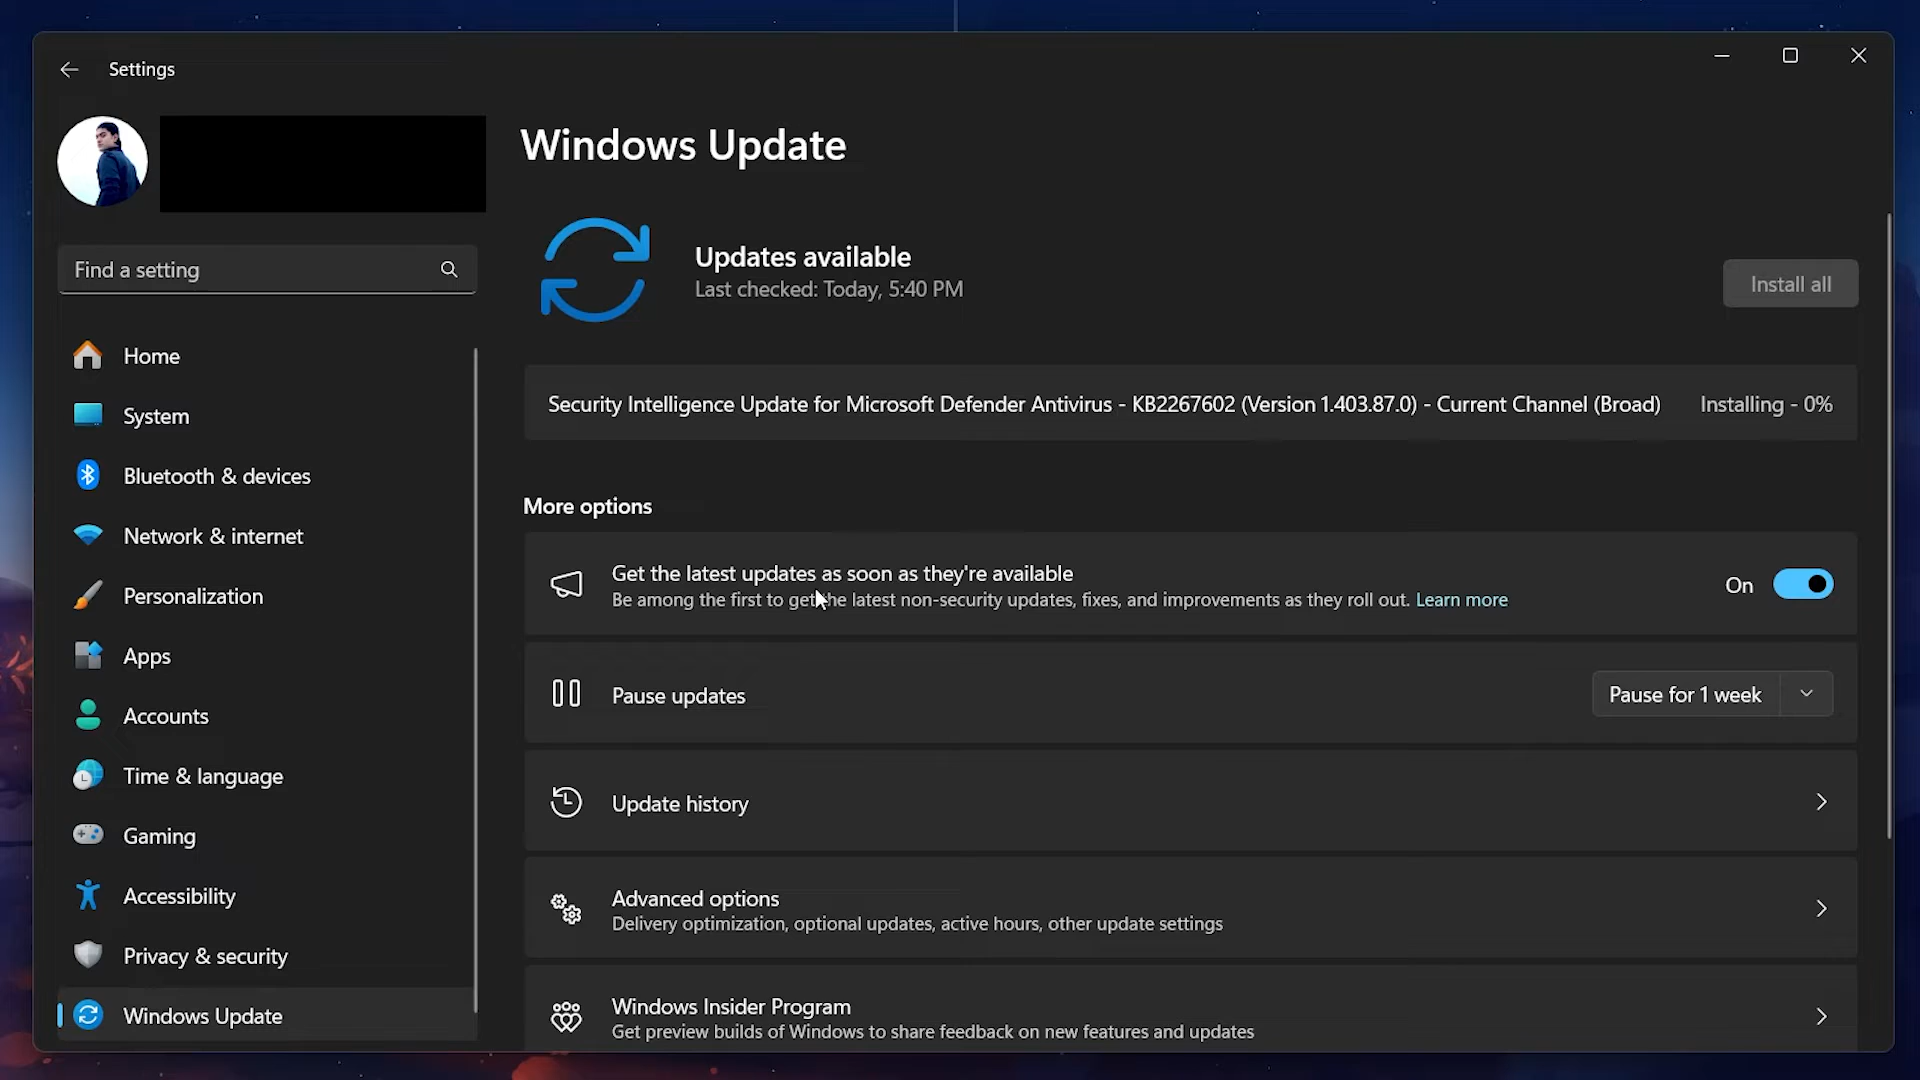 Settings
Find a setting
Home
System
Bluetooth & devices
Network & internet
Personalization
Apps
Accounts
Time & language
Gaming
Accessibility
Privacy & security
Windows Update
Windows Update
Updates available
Last checked: Today, 5:40 PM
Install all
Security Intelligence Update for Microsoft Defender Antivirus - KB2267602 (Version 1.403.87.0) - Current Channel (Broad) Installing - 0%
More options
Get the latest updates as soon as they're available
Be among the first to get the latest non-security updates, fixes, and improvements as they roll out. Learn more
On
Pause updates
Pause for 1 week
Update history
Advanced options
Delivery optimization, optional updates, active hours, other update settings
Windows Insider Program
Get preview builds of Windows to share feedback on new features and updates